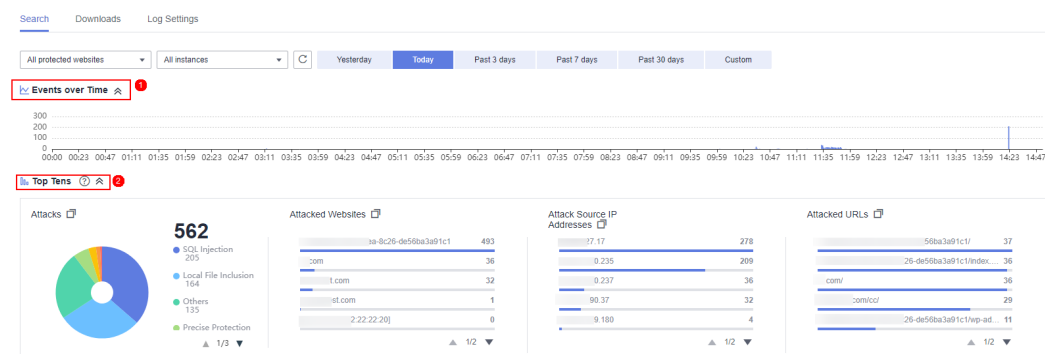 Search Downloads Log Settings
All protected websites All instances Yesterday Today Past 3 days Past 7 days Past 30 days Custom
Events over Time 1
300
200
100
0
00:00 00:23 00:47 01:11 01:35 01:59 02:23 02:47 03:11 03:35 03:59 04:23 04:47 05:11 05:35 05:59 06:23 06:47 07:11 07:35 07:59 08:23 08:47 09:11 09:35 09:59 10:23 10:47 11:11 11:35 11:59 12:23 12:47 13:11 13:35 13:59 14:23 14:47
Top Tens ? 2
Attacks
562
SQL Injection
205
Local File Inclusion
164
Others
135
Precise Protection
1/3
Attacked Websites
a-8c26-de56ba3a91c1 493
com 36
t.com 32
st.com 1
2.22.22.20] 0
1/2
Attack Source IP
Addresses
7.17 278
0.235 209
0.237 36
90.37 32
9.180 4
1/2
Attacked URLs
56ba3a91c1/ 37
26-de56ba3a91c1/index.... 36
com/ 36
com/cc/ 29
26-de56ba3a91c1/wp-ad... 11
1/2